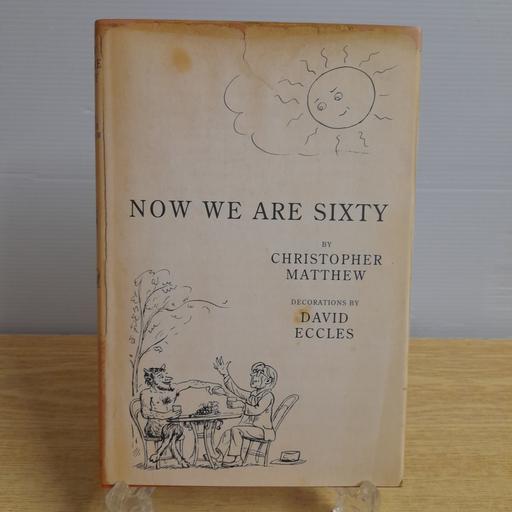 NOW WE ARE SIXTY
BY
CHRISTOPHER
MATTHEW
DECORATIONS BY
DAVID
ECCLES